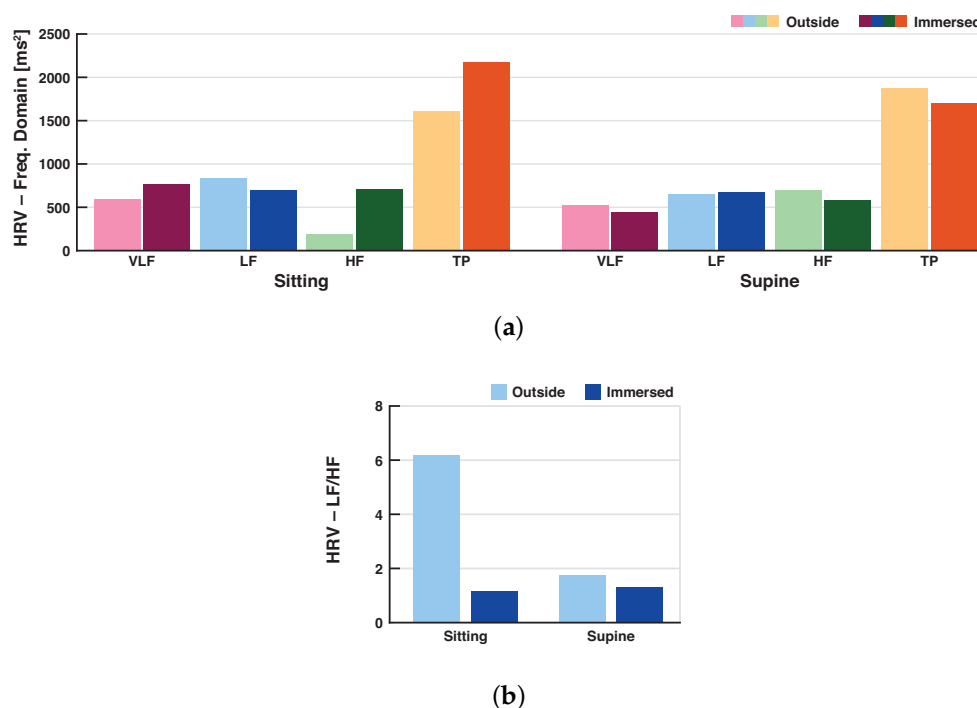 Outside Immersed
HRV – Freq. Domain [ms²]
2500
2000
1500
1000
500
0
VLF LF HF TP VLF LF HF TP
Sitting Supine
(a)
Outside Immersed
HRV – LF/HF
8
6
4
2
0
Sitting Supine
(b)